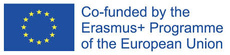 Co-funded by the
Erasmus+ Programme
of the European Union